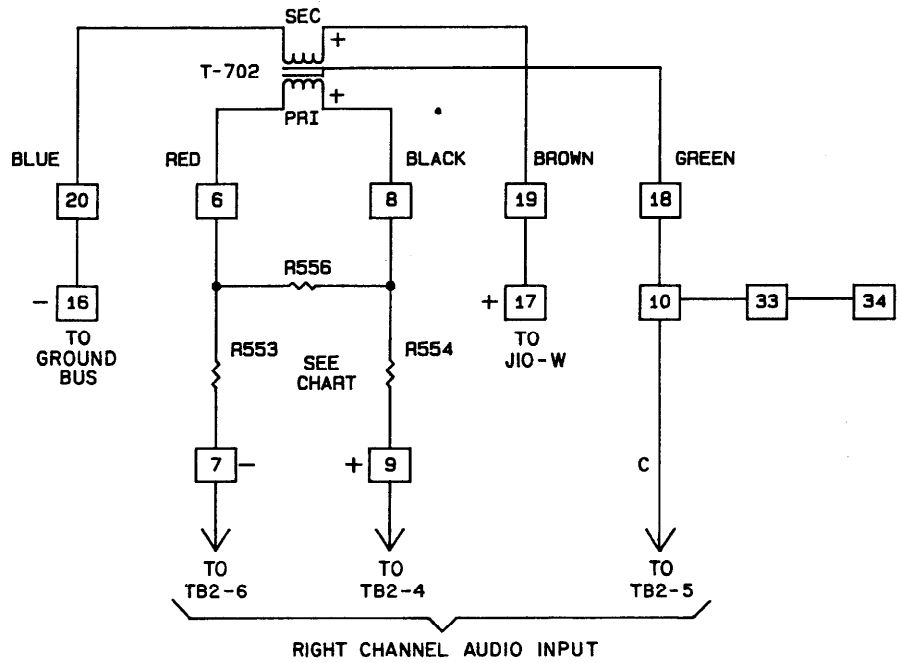 SEC
+
T-702
+
PRI
BLUE
RED
BLACK
BROWN
GREEN
20
6
8
19
18
R556
- 16
+ 17
10
33
34
TO
GROUND
BUS
TO
J10-W
R553
SEE
CHART
R554
7 -
+ 9
C
TO
TB2-6
TO
TB2-4
TO
TB2-5
RIGHT CHANNEL AUDIO INPUT